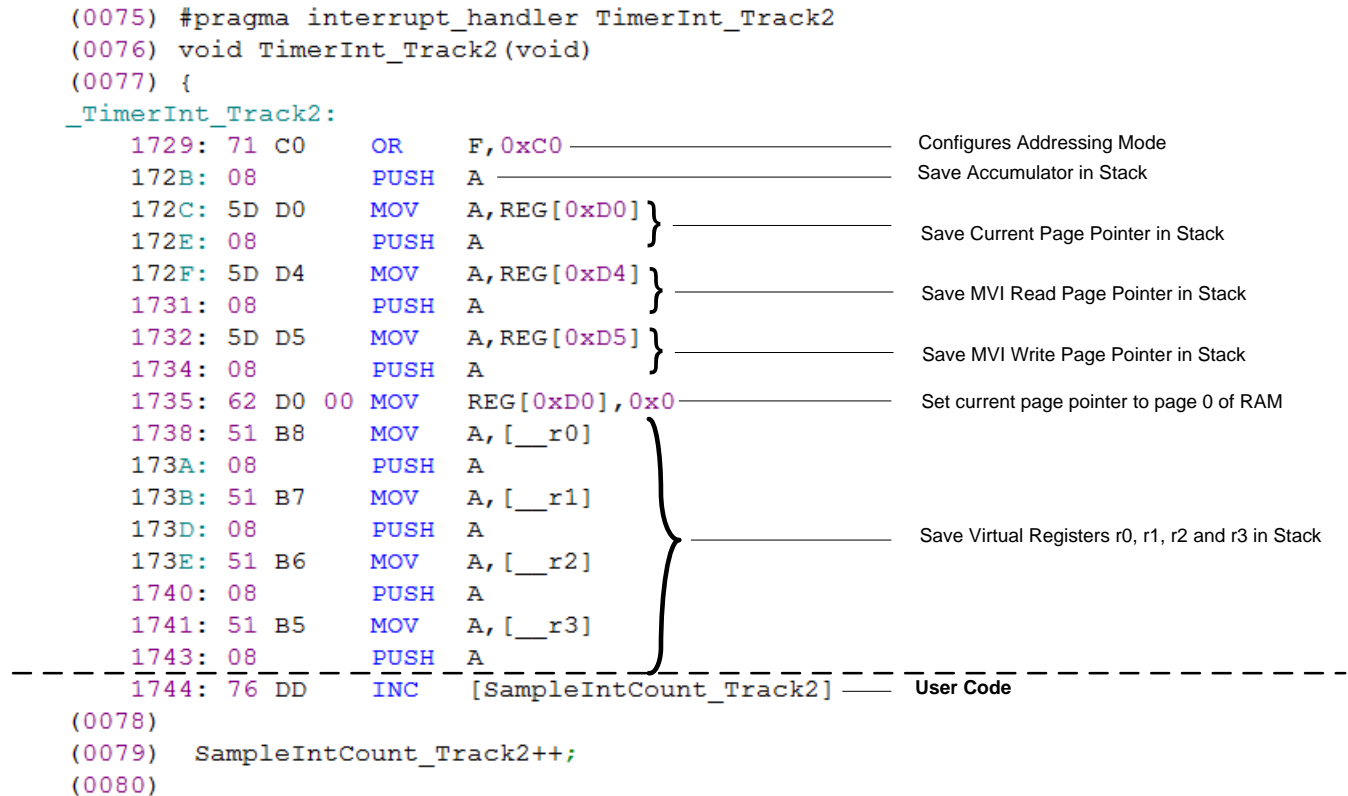 (0075) #pragma interrupt_handler TimerInt_Track2
(0076) void TimerInt_Track2(void)
(0077) {
_TimerInt_Track2:
1729: 71 C0 OR F,0xC0 Configures Addressing Mode
172B: 08 PUSH A Save Accumulator in Stack
172C: 5D D0 MOV A,REG[0xD0]
172E: 08 PUSH A Save Current Page Pointer in Stack
172F: 5D D4 MOV A,REG[0xD4]
1731: 08 PUSH A Save MVI Read Page Pointer in Stack
1732: 5D D5 MOV A,REG[0xD5]
1734: 08 PUSH A Save MVI Write Page Pointer in Stack
1735: 62 D0 00 MOV REG[0xD0],0x0 Set current page pointer to page 0 of RAM
1738: 51 B8 MOV A,[__r0]
173A: 08 PUSH A
173B: 51 B7 MOV A,[__r1]
173D: 08 PUSH A Save Virtual Registers r0, r1, r2 and r3 in Stack
173E: 51 B6 MOV A,[__r2]
1740: 08 PUSH A
1741: 51 B5 MOV A,[__r3]
1743: 08 PUSH A
1744: 76 DD INC [SampleIntCount_Track2] User Code
(0078)
(0079) SampleIntCount_Track2++;
(0080)